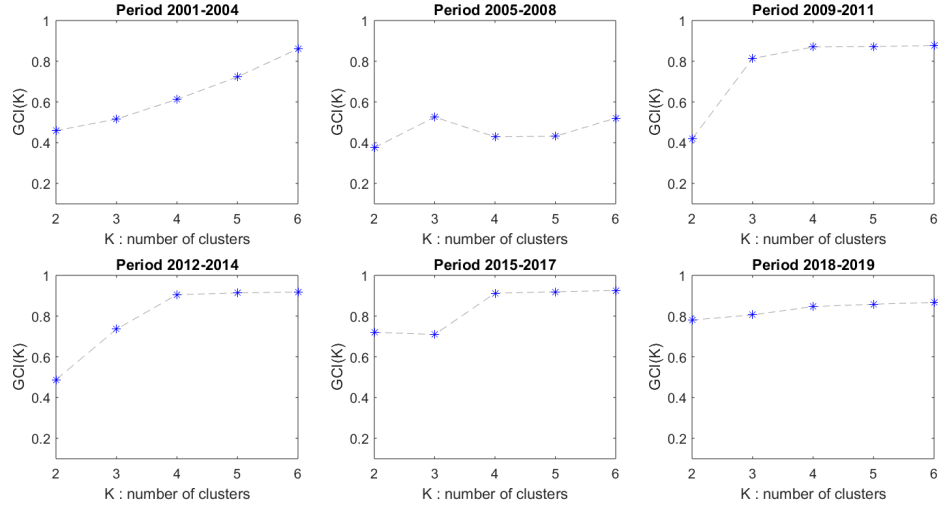 Period 2001-2004
Period 2005-2008
Period 2009-2011
1
0.8
0.6
0.4
0.2
GCI(K)
2 3 4 5 6
K : number of clusters
1
0.8
0.6
0.4
0.2
GCI(K)
2 3 4 5 6
K : number of clusters
1
0.8
0.6
0.4
0.2
GCI(K)
2 3 4 5 6
K : number of clusters
Period 2012-2014
Period 2015-2017
Period 2018-2019
1
0.8
0.6
0.4
0.2
GCI(K)
2 3 4 5 6
K : number of clusters
1
0.8
0.6
0.4
0.2
GCI(K)
2 3 4 5 6
K : number of clusters
1
0.8
0.6
0.4
0.2
GCI(K)
2 3 4 5 6
K : number of clusters